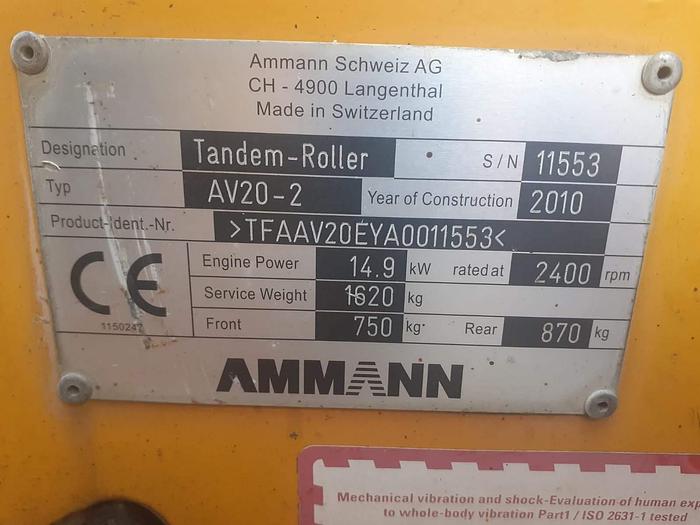 Ammann Schweiz AG
CH - 4900 Langenthal
Made in Switzerland
Designation Tandem-Roller S/N 11553
Typ AV20-2 Year of Construction 2010
Product-Ident.-Nr. >TFAAV20EYA0011553<
CE
1150247
Engine Power 14.9 kW rated at 2400 rpm
Service Weight 1620 kg
Front 750 kg Rear 870 kg
AMMANN
Mechanical vibration and shock-Evaluation of human exp
to whole-body vibration Part1 / ISO 2631-1 tested